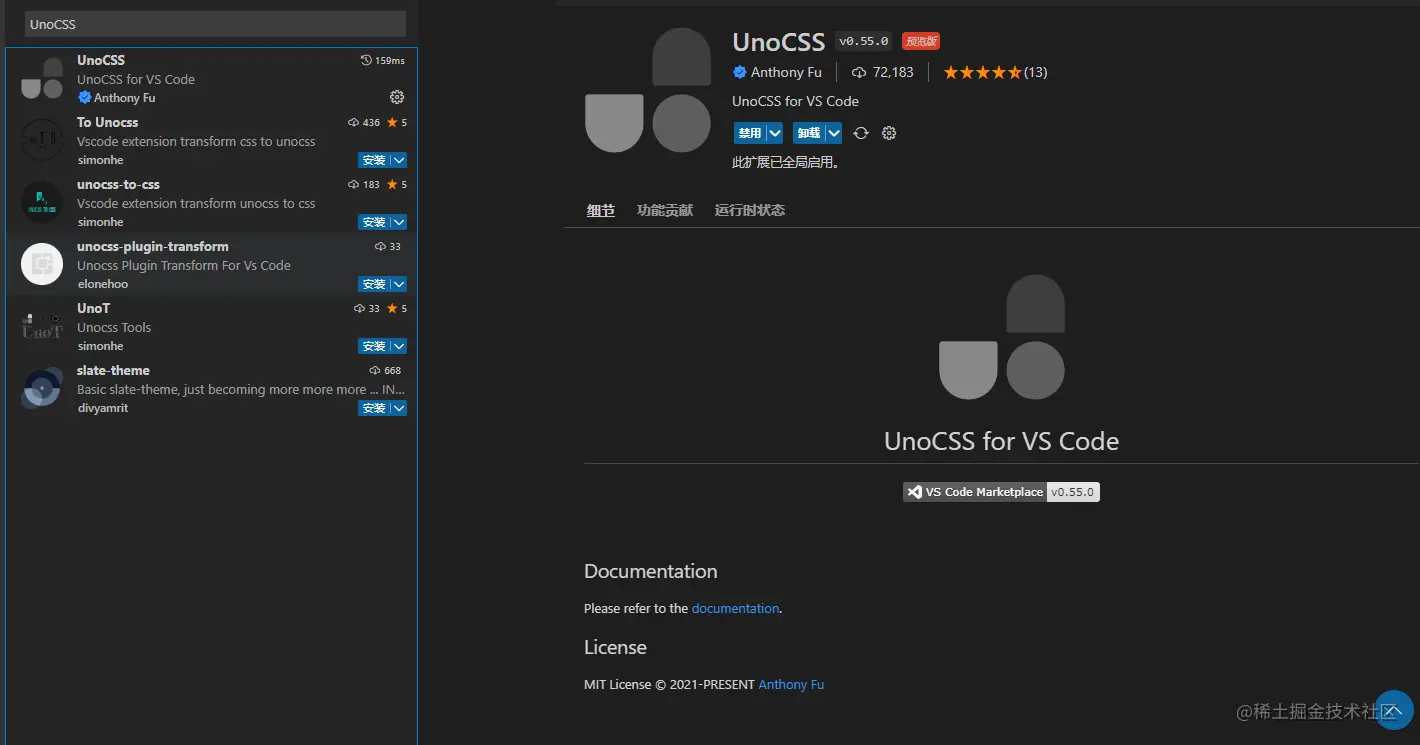 UnoCSS
UnoCSS 159ms
UnoCSS for VS Code
Anthony Fu
To Unocss 436 5
Vscode extension transform css to unocss
simonhe 安装
unocss-to-css 183 5
Vscode extension transform unocss to css
simonhe 安装
unocss-plugin-transform 33
Unocss Plugin Transform For Vs Code
elonehoo 安装
UnoT 33 5
Unocss Tools
simonhe 安装
slate-theme 668
Basic slate-theme, just becoming more more more ... IN...
divyamrit 安装
UnoCSS v0.55.0 预览版
Anthony Fu 72,183 (13)
UnoCSS for VS Code
禁用 卸载
此扩展已全局启用。
细节 功能贡献 运行时状态
UnoCSS for VS Code
VS Code Marketplace v0.55.0
Documentation
Please refer to the documentation.
License
MIT License © 2021-PRESENT Anthony Fu
@稀土掘金技术社区